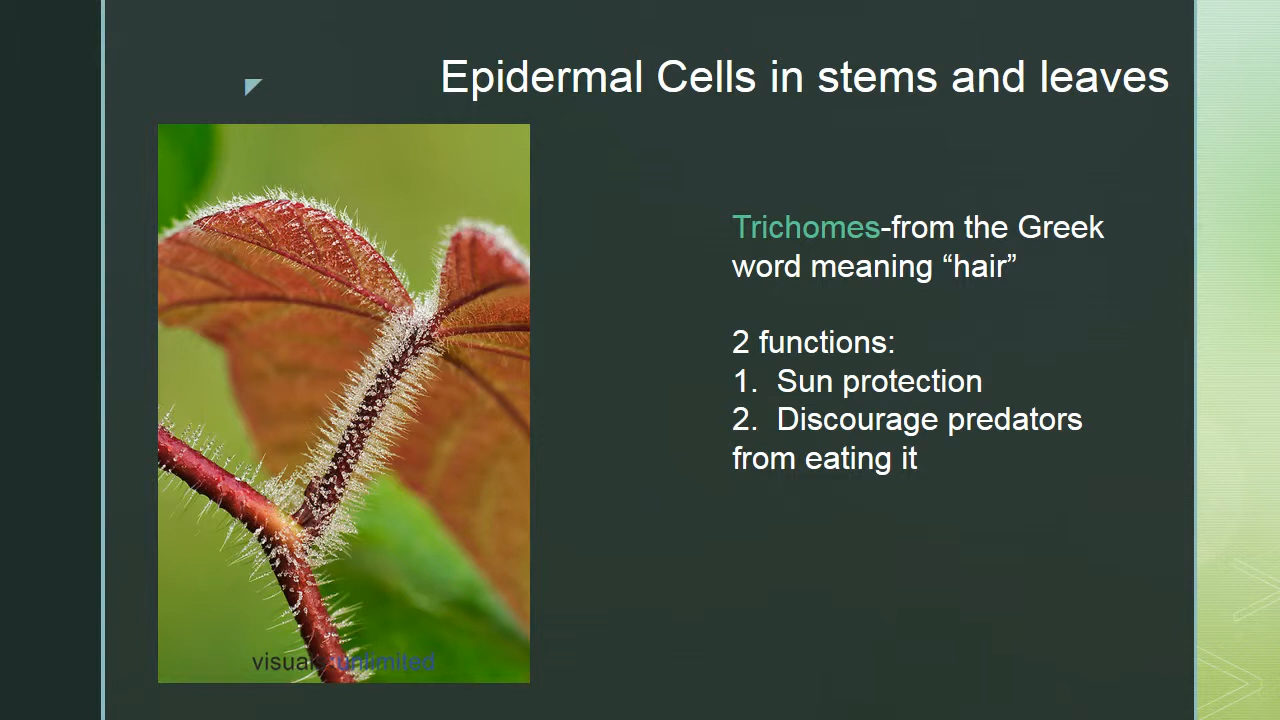 Epidermal Cells in stems and leaves
Trichomes-from the Greek
word meaning “hair”
2 functions:
1. Sun protection
2. Discourage predators
from eating it
visuals unlimited